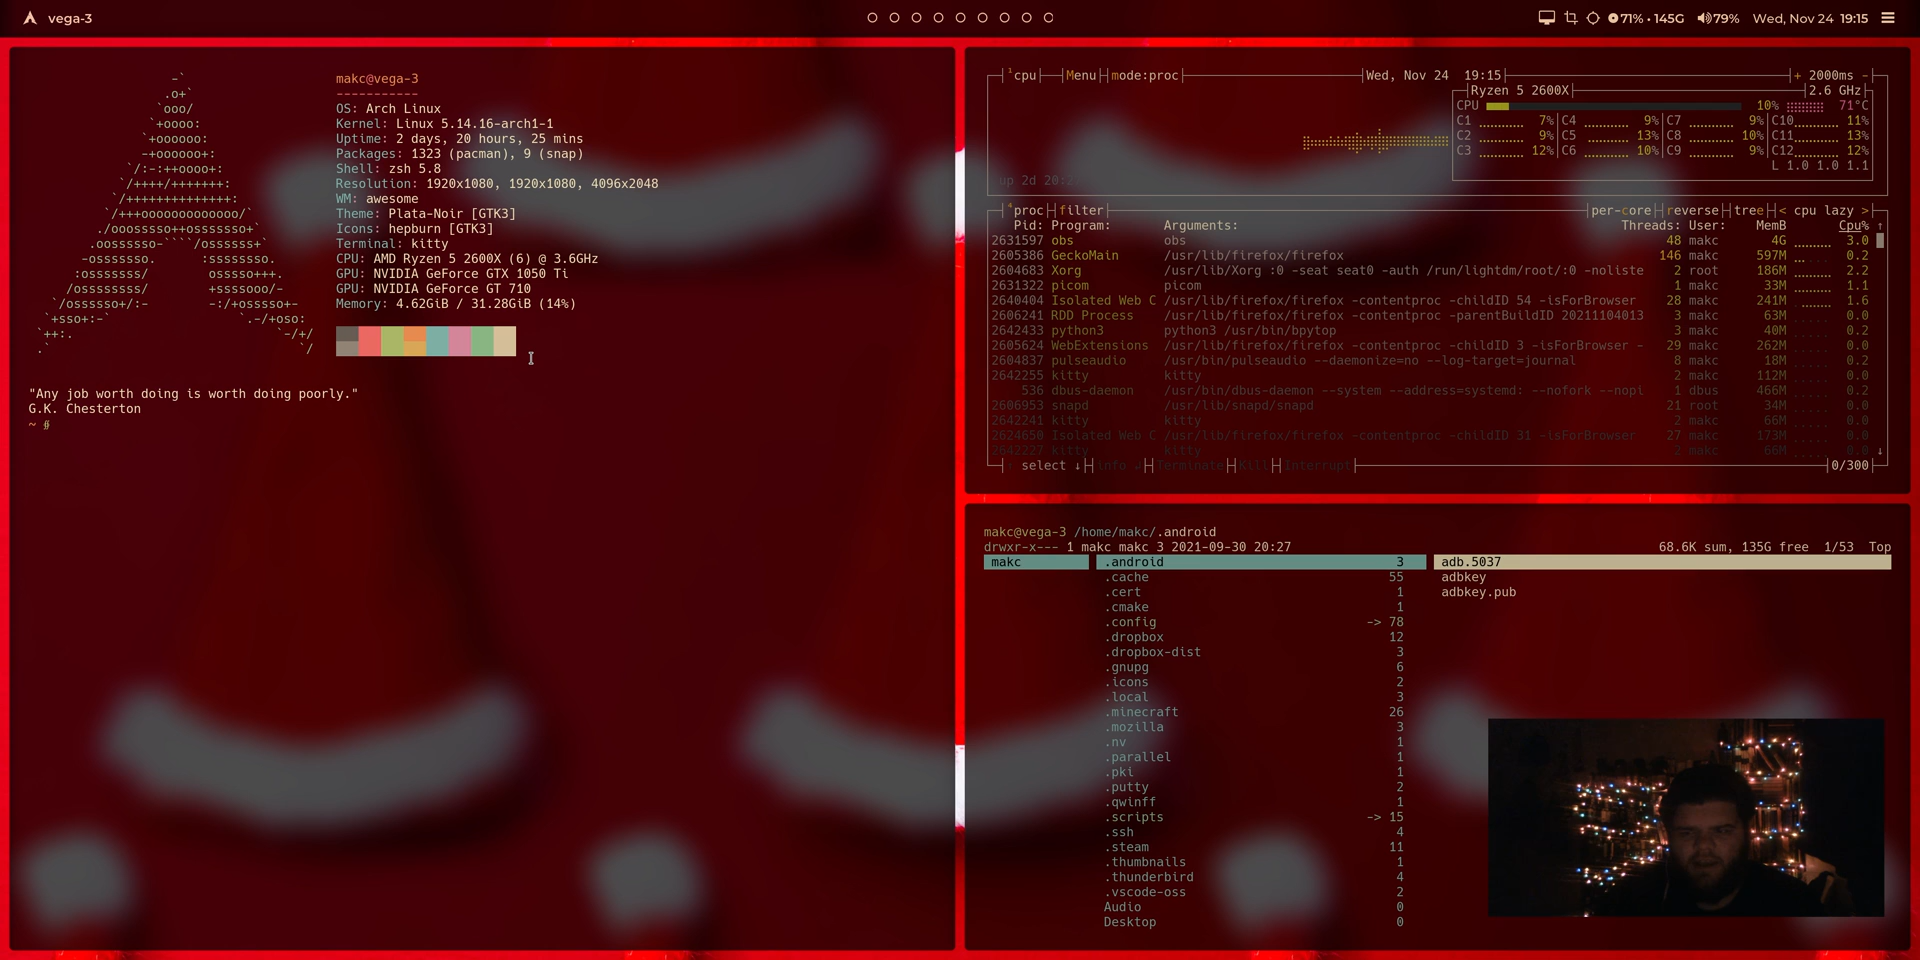 vega-3
71% • 145G 79% Wed, Nov 24 19:15
makc@vega-3
-----------
OS: Arch Linux
Kernel: Linux 5.14.16-arch1-1
Uptime: 2 days, 20 hours, 25 mins
Packages: 1323 (pacman), 9 (snap)
Shell: zsh 5.8
Resolution: 1920x1080, 1920x1080, 4096x2048
WM: awesome
Theme: Plata-Noir [GTK3]
Icons: hepburn [GTK3]
Terminal: kitty
CPU: AMD Ryzen 5 2600X (6) @ 3.6GHz
GPU: NVIDIA GeForce GTX 1050 Ti
GPU: NVIDIA GeForce GT 710
Memory: 4.62GiB / 31.28GiB (14%)
"Any job worth doing is worth doing poorly."
G.K. Chesterton
~ #
¹cpu Menu mode:proc Wed, Nov 24 19:15 + 2000ms -
Ryzen 5 2600X 2.6 GHz
CPU 10% 71°C
C1 7% C4 9% C7 9% C10 11%
C2 9% C5 13% C8 10% C11 13%
C3 12% C6 10% C9 9% C12 12%
L 1.0 1.0 1.1
up 2d 20:2
⁴proc filter per-core reverse tree < cpu lazy >
Pid: Program: Arguments: Threads: User: MemB Cpu% ↑
2631597 obs obs 48 makc 4G 3.0
2605386 GeckoMain /usr/lib/firefox/firefox 146 makc 597M 0.2
2604683 Xorg /usr/lib/Xorg :0 -seat seat0 -auth /run/lightdm/root/:0 -noliste 2 root 186M 2.2
2631322 picom picom 1 makc 33M 1.1
2640404 Isolated Web C /usr/lib/firefox/firefox -contentproc -childID 54 -isForBrowser 28 makc 241M 1.6
2606241 RDD Process /usr/lib/firefox/firefox -contentproc -parentBuildID 20211104013 3 makc 63M 0.0
2642433 python3 python3 /usr/bin/bpytop 3 makc 40M 0.2
2605624 WebExtensions /usr/lib/firefox/firefox -contentproc -childID 3 -isForBrowser - 29 makc 262M 0.0
2604837 pulseaudio /usr/bin/pulseaudio --daemonize=no --log-target=journal 8 makc 18M 0.2
2642255 kitty kitty 2 makc 112M 0.0
536 dbus-daemon /usr/bin/dbus-daemon --system --address=systemd: --nofork --nopi 1 dbus 466M 0.2
2606953 snapd /usr/lib/snapd/snapd 21 root 34M 0.0
2642241 kitty kitty 2 makc 66M 0.0
2624650 Isolated Web C /usr/lib/firefox/firefox -contentproc -childID 31 -isForBrowser 27 makc 173M 0.0
2642227 kitty kitty 2 makc 66M 0.0 ↓
↑ select ↓ Info ↲ Terminate Kill Interrupt 0/300
makc@vega-3 /home/makc/.android
drwxr-x--- 1 makc makc 3 2021-09-30 20:27 68.6K sum, 135G free 1/53 Top
makc .android 3 adb.5037
.cache 55 adbkey
.cert 1 adbkey.pub
.cmake 1
.config -> 78
.dropbox 12
.dropbox-dist 3
.gnupg 6
.icons 2
.local 3
.minecraft 26
.mozilla 3
.nv 1
.parallel 1
.pki 1
.putty 2
.qwinff 1
.scripts -> 15
.ssh 4
.steam 11
.thumbnails 1
.thunderbird 4
.vscode-oss 2
Audio 0
Desktop 0